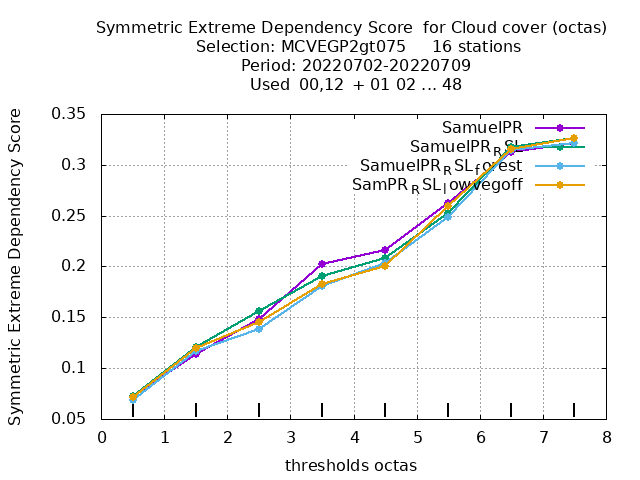 Symmetric Extreme Dependency Score for Cloud cover (octas)
Selection: MCVEGP2gt075 16 stations
Period: 20220702-20220709
Used 00,12 + 01 02 ... 48
Symmetric Extreme Dependency Score
0.35
0.3
0.25
0.2
0.15
0.1
0.05
SamuelPR
SamuelPR_RSL
SamuelPR_RSL_forest
SamPR_RSL_lowvegoff
0 1 2 3 4 5 6 7 8
thresholds octas